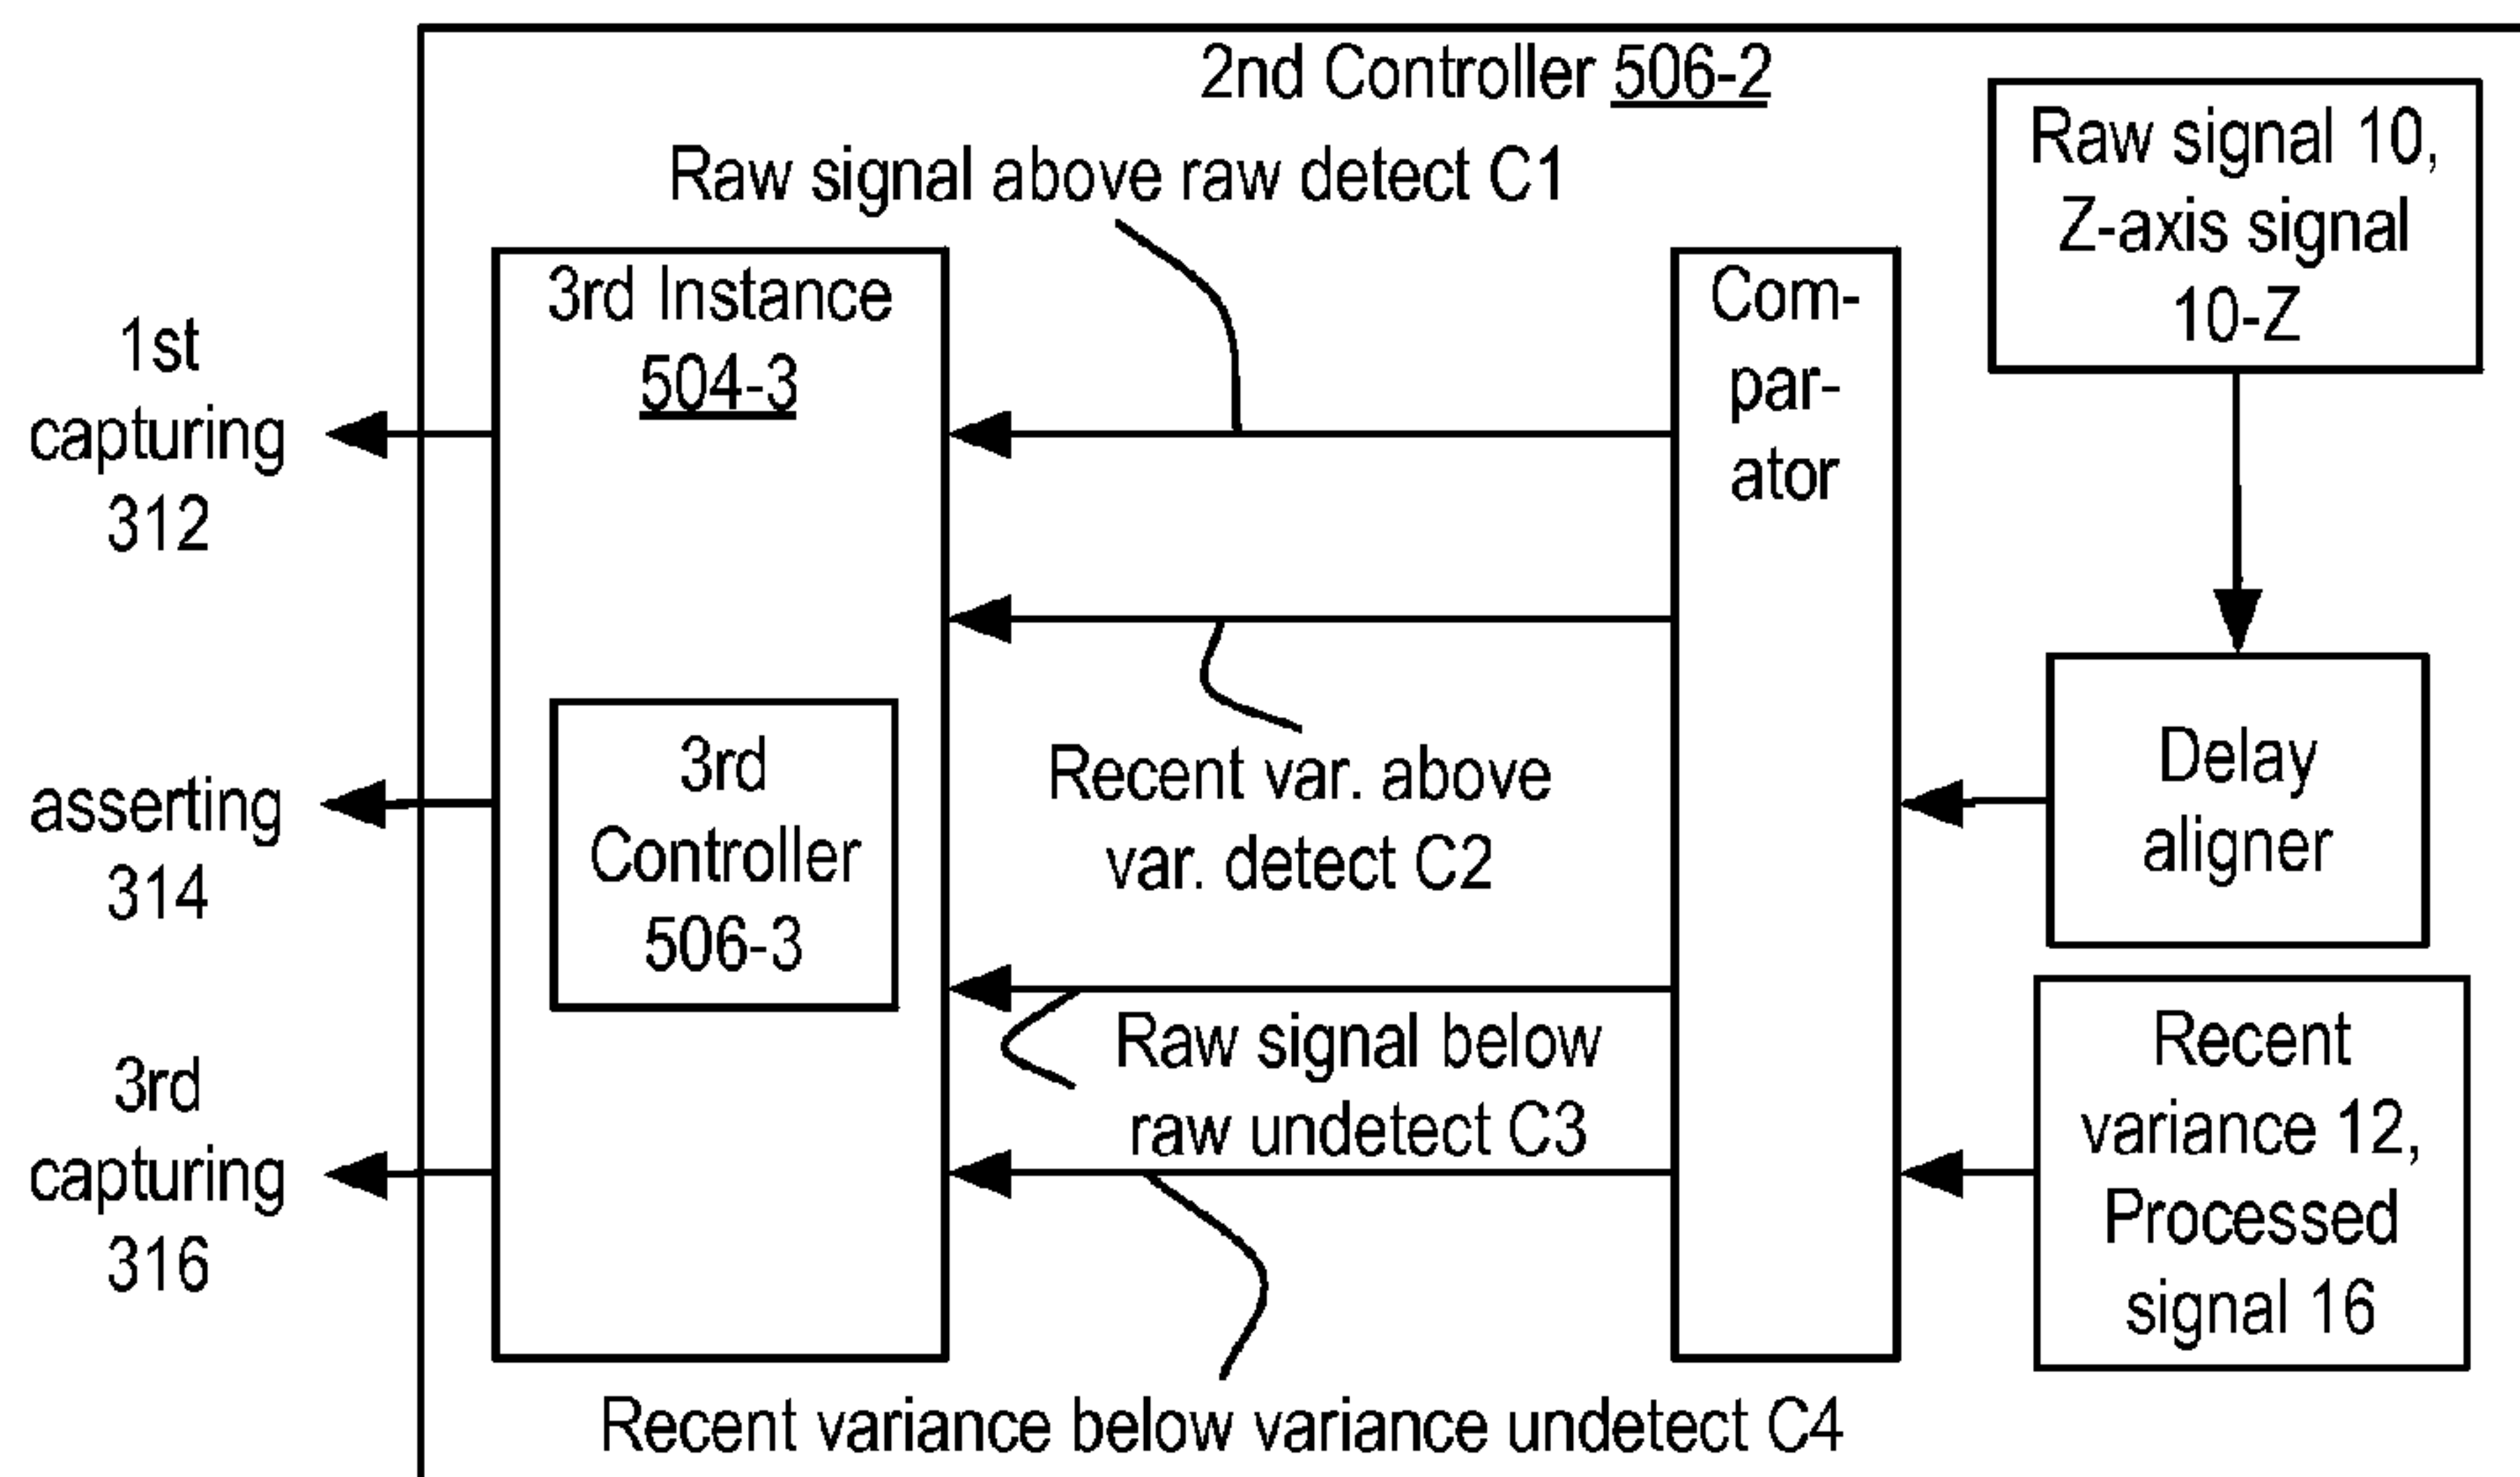 2nd Controller 506-2
Raw signal above raw detect C1
Raw signal 10,
Z-axis signal
10-Z
1st
capturing
312
3rd Instance
504-3
Com-
par-
ator
asserting
314
3rd
Controller
506-3
Recent var. above
var. detect C2
Delay
aligner
3rd
capturing
316
Raw signal below
raw undetect C3
Recent
variance 12,
Processed
signal 16
Recent variance below variance undetect C4